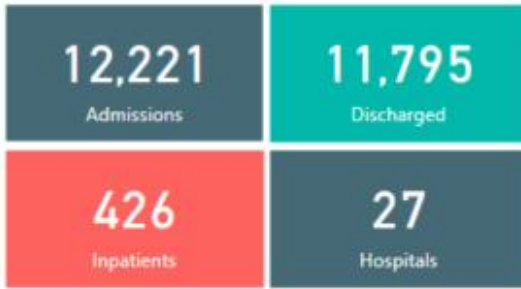 12,221
Admissions
11,795
Discharged
426
Inpatients
27
Hospitals